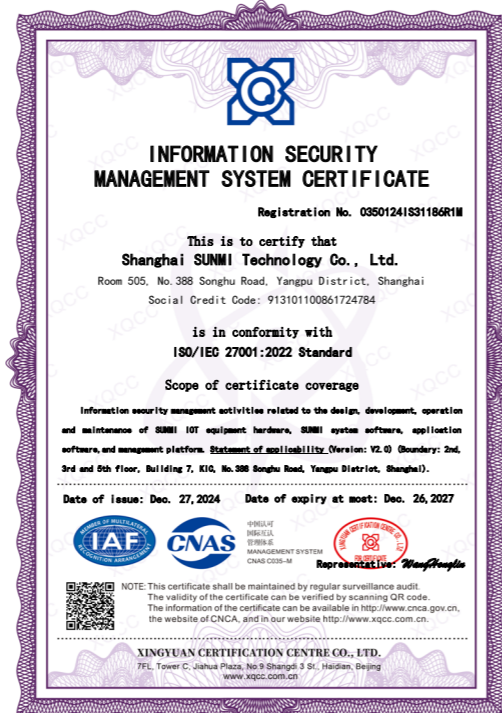 INFORMATION SECURITY
MANAGEMENT SYSTEM CERTIFICATE
Registration No. 0350124IS31186R1M
This is to certify that
Shanghai SUNMI Technology Co., Ltd.
Room 505, No.388 Songhu Road, Yangpu District, Shanghai
Social Credit Code: 913101100861724784
is in conformity with
ISO/IEC 27001:2022 Standard
Scope of certificate coverage
Information security management activities related to the design, development, operation
and maintenance of SUNMI IOT equipment hardware, SUNMI system software, application
software, and management platform. Statement of applicability (Version: V2.0) (Boundary: 2nd,
3rd and 5th floor, Building 7, KIC, No.388 Songhu Road, Yangpu District, Shanghai).
Date of issue: Dec. 27,2024 Date of expiry at most: Dec. 26,2027
MEMBER OF MULTILATERAL
IAF
RECOGNITION ARRANGEMENT
CNAS
中国认可
国际互认
管理体系
MANAGEMENT SYSTEM
CNAS C035-M
Representative: WangHonglin
NOTE: This certificate shall be maintained by regular surveillance audit.
The validity of the certificate can be verified by scanning QR code.
The information of the certificate can be available in http://www.cnca.gov.cn,
the website of CNCA, and in our website http://www.xqcc.com.cn.
XINGYUAN CERTIFICATION CENTRE CO., LTD.
7FL, Tower C, Jiahua Plaza, No.9 Shangdi 3 St., Haidian, Beijing
www.xqcc.com.cn